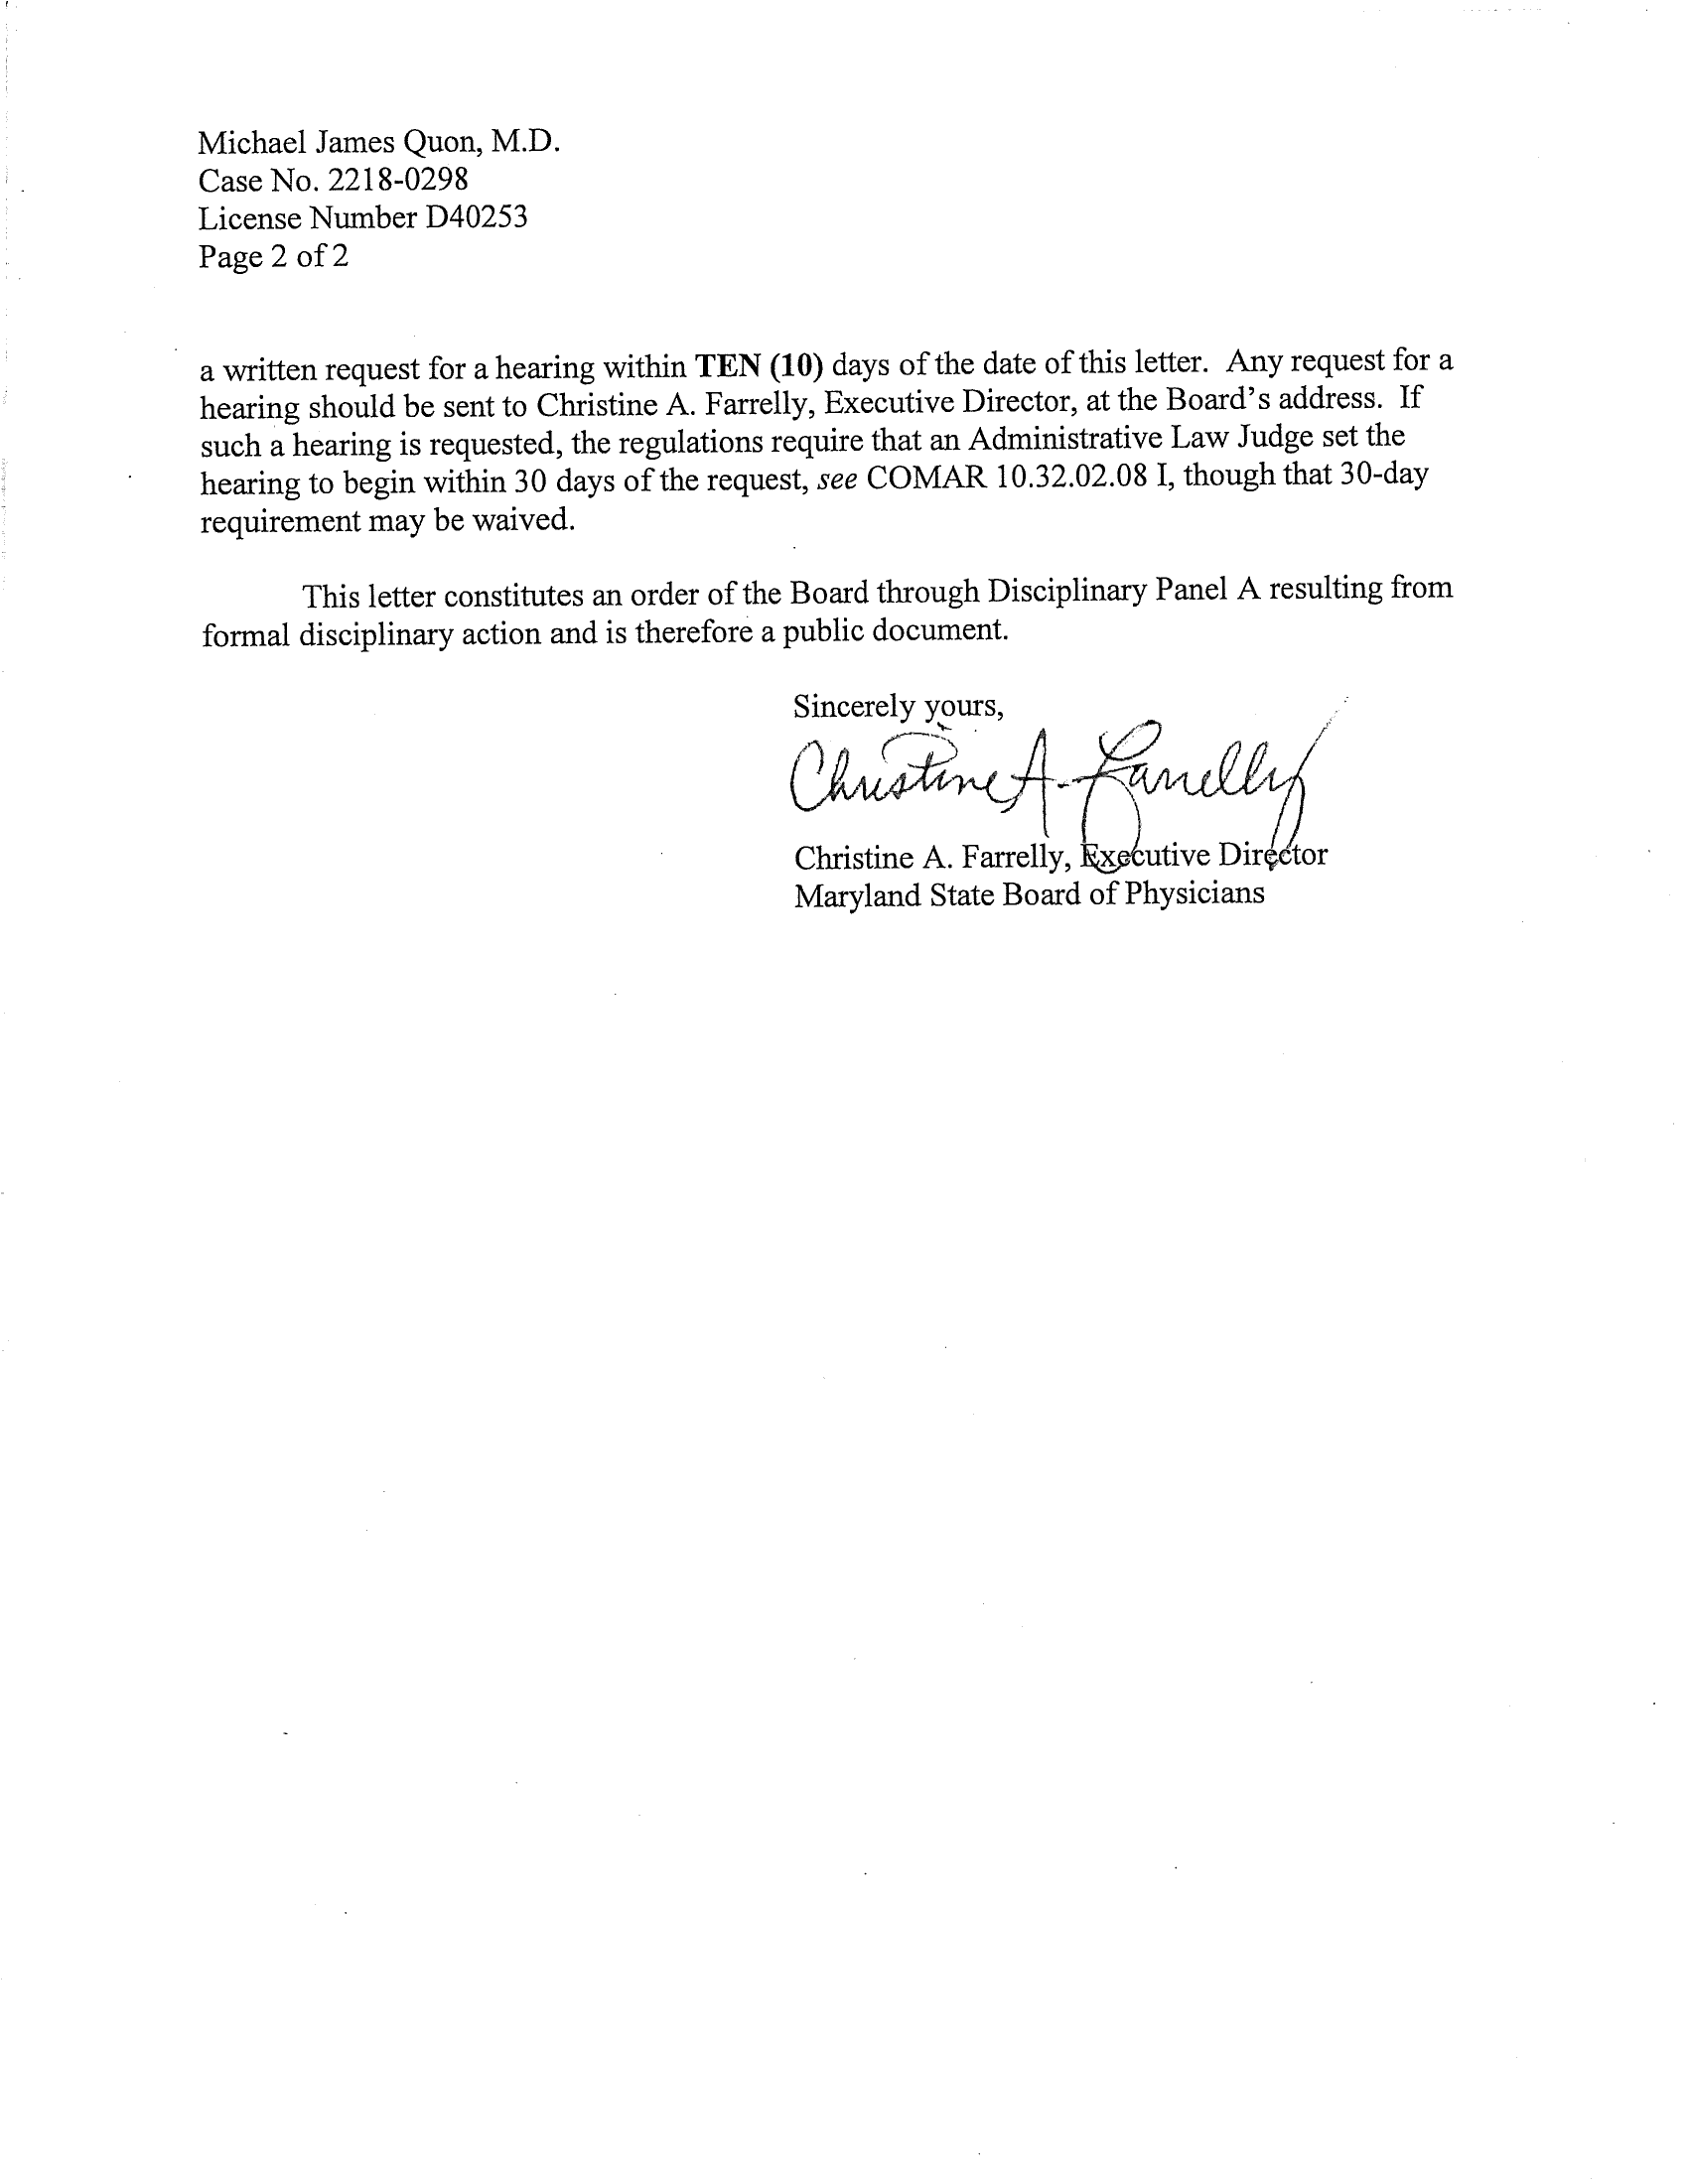 Michael James Quon, M.D.
Case No. 2218-0298
License Number D40253
Page 2 of 2
a written request for a hearing within TEN (10) days of the date of this letter. Any request for a
hearing should be sent to Christine A. Farrelly, Executive Director, at the Board's address. If
such a hearing is requested, the regulations require that an Administrative Law Judge set the
hearing to begin within 30 days of the request, see COMAR 10.32.02.08 I, though that 30-day
requirement may be waived.
This letter constitutes an order of the Board through Disciplinary Panel A resulting from
formal disciplinary action and is therefore a public document.
Sincerely yours,
Christine A. Farrelly
Christine A. Farrelly, Executive Director
Maryland State Board of Physicians